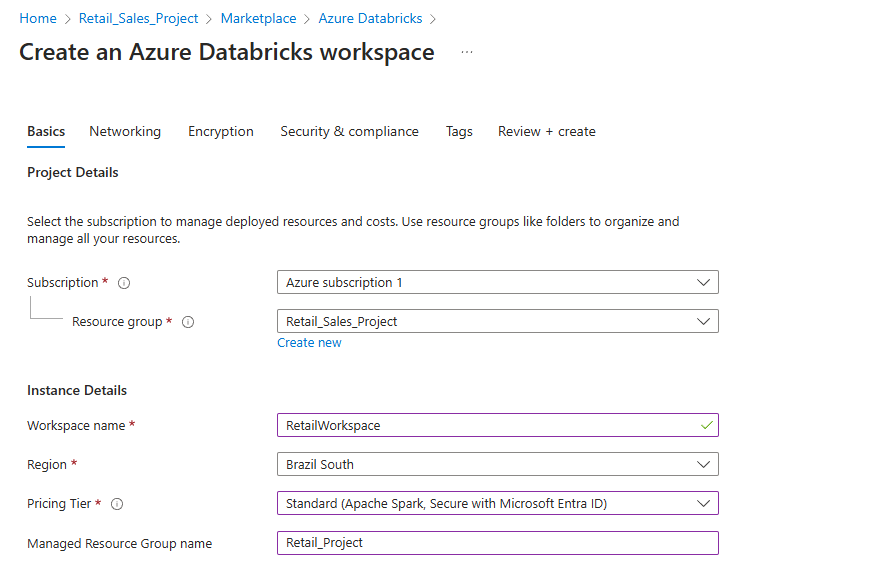 Home > Retail_Sales_Project > Marketplace > Azure Databricks >
Create an Azure Databricks workspace ...
Basics Networking Encryption Security & compliance Tags Review + create
Project Details
Select the subscription to manage deployed resources and costs. Use resource groups like folders to organize and
manage all your resources.
Subscription * Azure subscription 1
Resource group * Retail_Sales_Project
Create new
Instance Details
Workspace name * RetailWorkspace
Region * Brazil South
Pricing Tier * Standard (Apache Spark, Secure with Microsoft Entra ID)
Managed Resource Group name Retail_Project